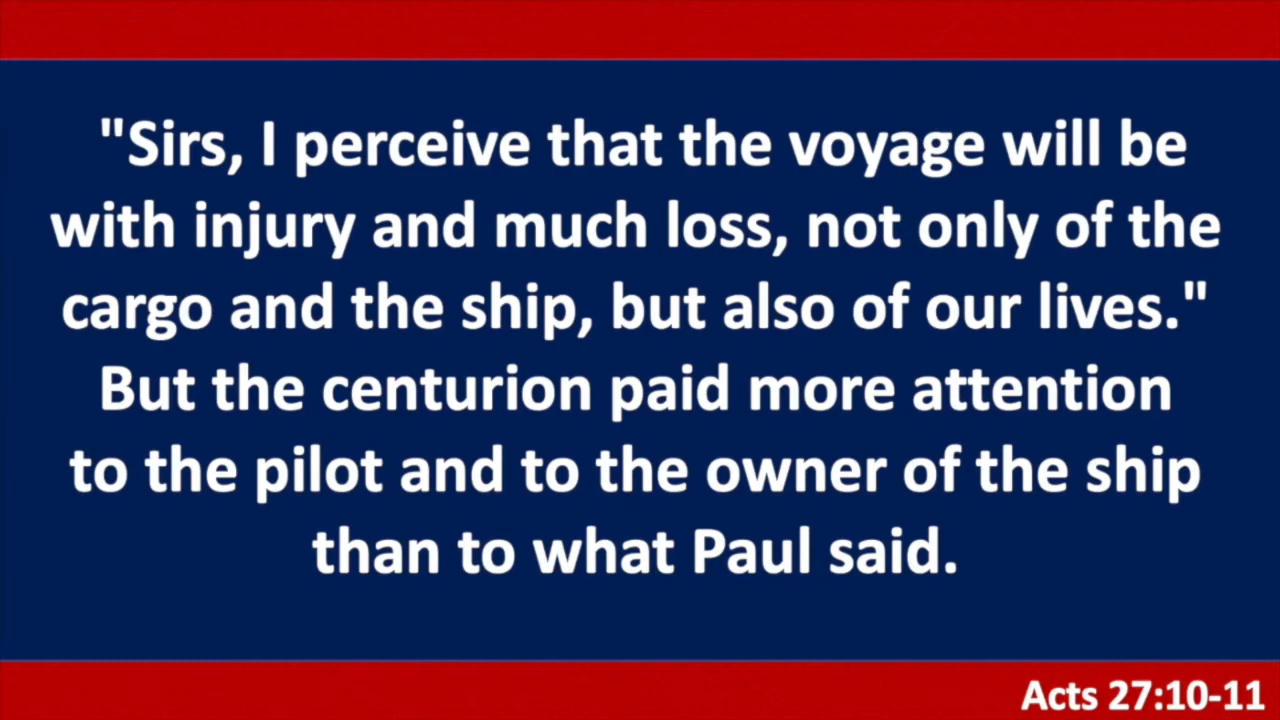 "Sirs, I perceive that the voyage will be
with injury and much loss, not only of the
cargo and the ship, but also of our lives."
But the centurion paid more attention
to the pilot and to the owner of the ship
than to what Paul said.
Acts 27:10-11